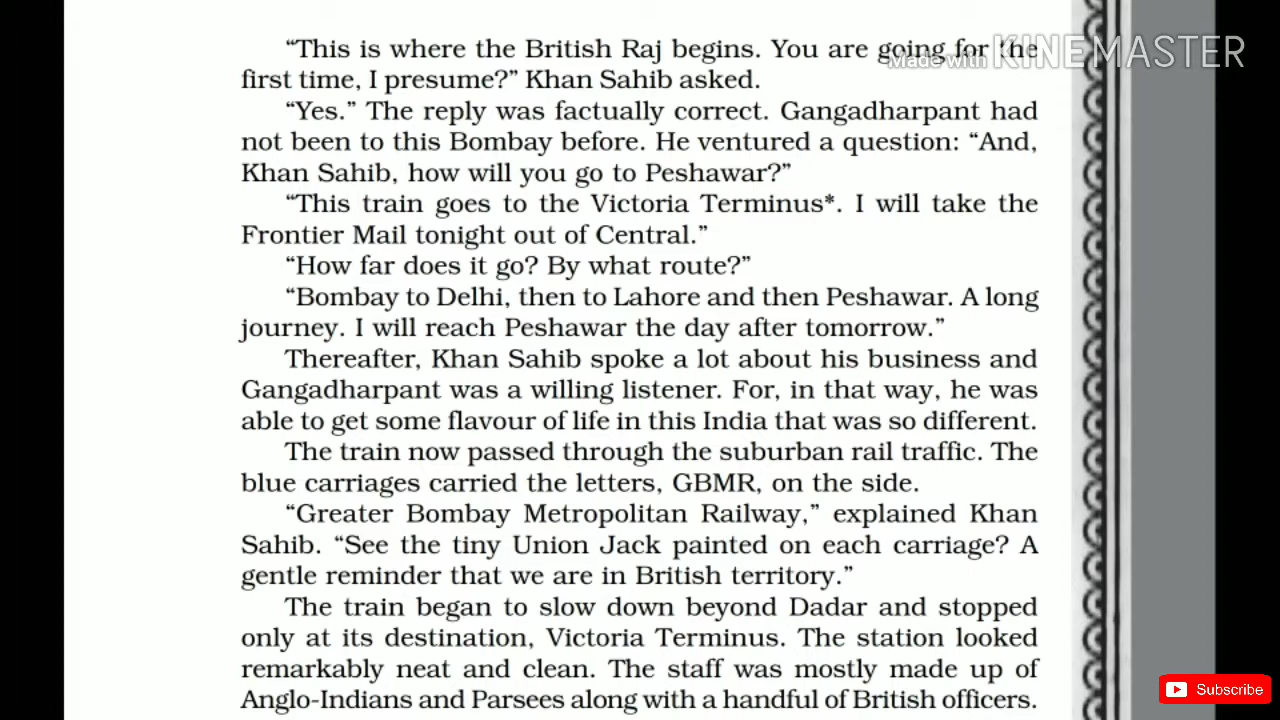 “This is where the British Raj begins. You are going for the
first time, I presume?” Khan Sahib asked.
“Yes.” The reply was factually correct. Gangadharpant had
not been to this Bombay before. He ventured a question: “And,
Khan Sahib, how will you go to Peshawar?”
“This train goes to the Victoria Terminus*. I will take the
Frontier Mail tonight out of Central.”
“How far does it go? By what route?”
“Bombay to Delhi, then to Lahore and then Peshawar. A long
journey. I will reach Peshawar the day after tomorrow.”
Thereafter, Khan Sahib spoke a lot about his business and
Gangadharpant was a willing listener. For, in that way, he was
able to get some flavour of life in this India that was so different.
The train now passed through the suburban rail traffic. The
blue carriages carried the letters, GBMR, on the side.
“Greater Bombay Metropolitan Railway,” explained Khan
Sahib. “See the tiny Union Jack painted on each carriage? A
gentle reminder that we are in British territory.”
The train began to slow down beyond Dadar and stopped
only at its destination, Victoria Terminus. The station looked
remarkably neat and clean. The staff was mostly made up of
Anglo-Indians and Parsees along with a handful of British officers.
Made with KINEMASTER
Subscribe